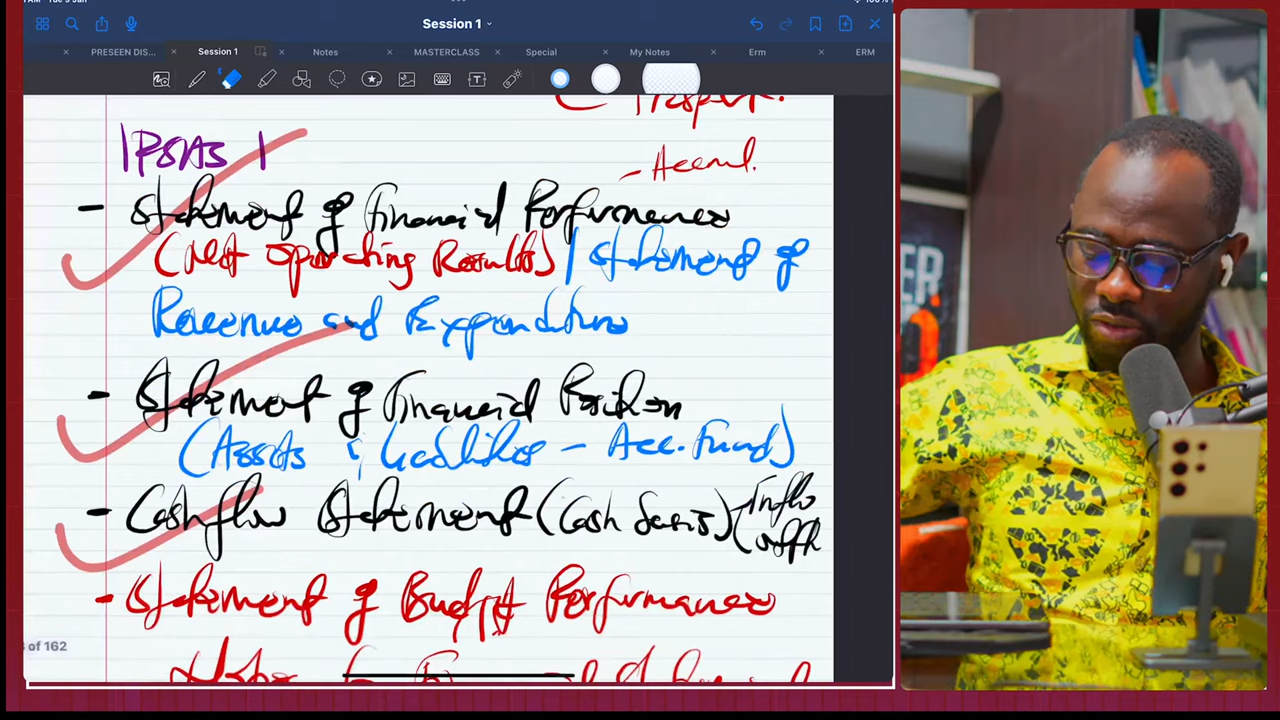 Session 1
PRESEEN DIS...
Session 1
Notes
MASTERCLASS
Special
My Notes
Erm
ERM
IPSAS 1
- Accrual.
- Statement of Financial Performance
(Net Operating Results) / Statement of
Revenue and Expenditure
- Statement of Financial Position
(Assets & Liabilities - Acc. Fund)
- Cashflow Statement (Cash Basis)
- Statement of Budget Performance
of 162